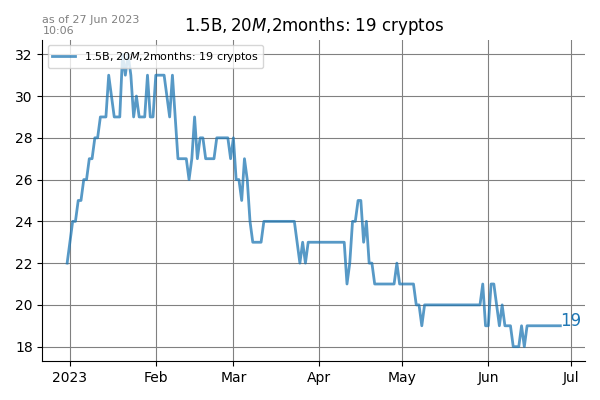 as of 27 Jun 2023
10:06
1.5B, 20M,2months: 19 cryptos
1.5B, 20M,2months: 19 cryptos
32
30
28
26
24
22
20
18
19
2023
Feb
Mar
Apr
May
Jun
Jul